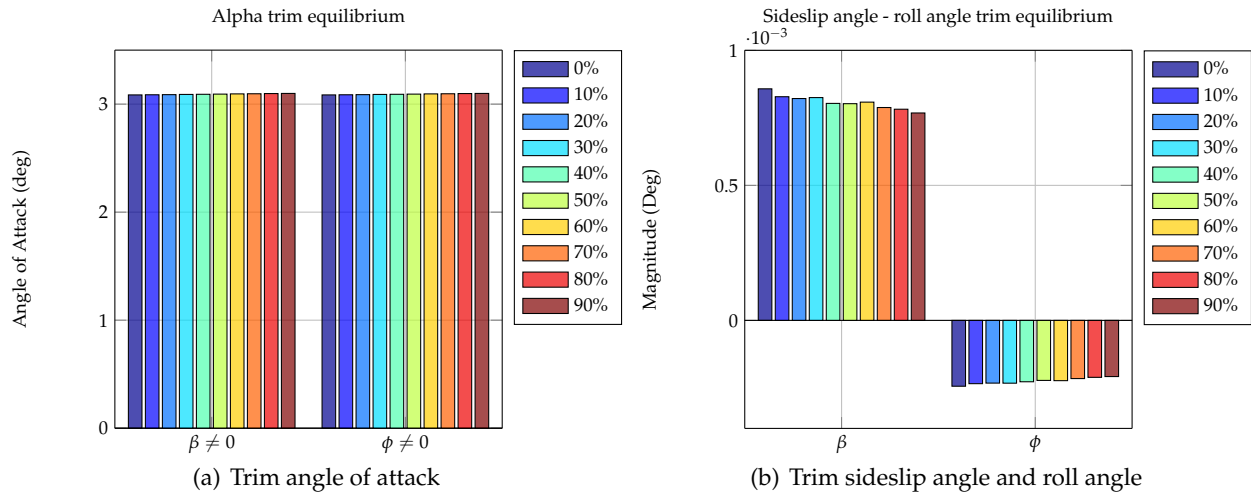 Alpha trim equilibrium
Angle of Attack (deg)
3
2
1
0
β ≠ 0
ϕ ≠ 0
0%
10%
20%
30%
40%
50%
60%
70%
80%
90%
(a) Trim angle of attack
Sideslip angle - roll angle trim equilibrium
·10⁻³
Magnitude (Deg)
1
0.5
0
β
ϕ
0%
10%
20%
30%
40%
50%
60%
70%
80%
90%
(b) Trim sideslip angle and roll angle